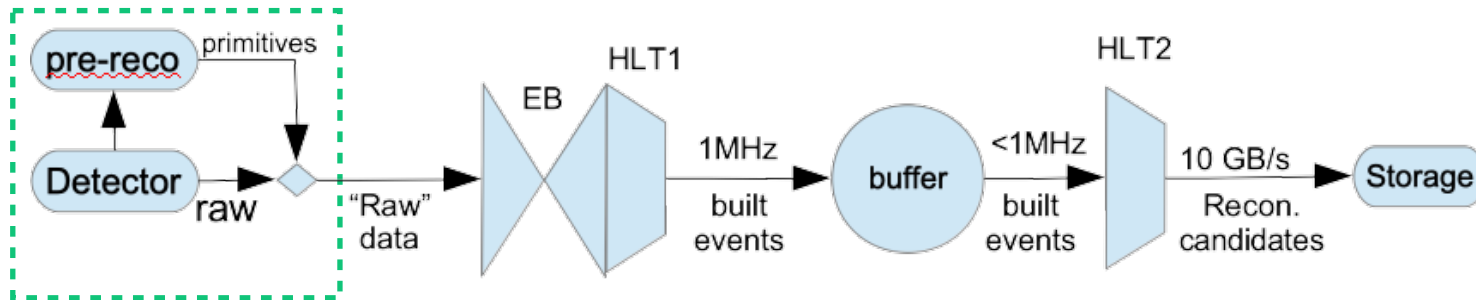 pre-reco
primitives
Detector
raw
“Raw”
data
EB
HLT1
1MHz
built
events
buffer
<1MHz
built
events
HLT2
10 GB/s
Recon.
candidates
Storage